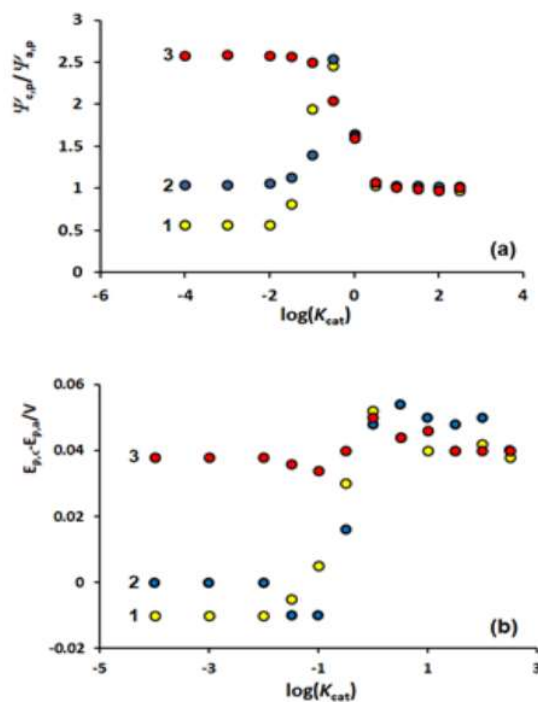 Ψc,p/ Ψa,p
3
2.5
2
1.5
1
0.5
0
3
2
1
(a)
-6 -4 -2 0 2 4
log(Kcat)
Ep,c-Ep,a/V
0.06
0.04
0.02
0
-0.02
3
2
1
(b)
-5 -3 -1 1 3
log(Kcat)